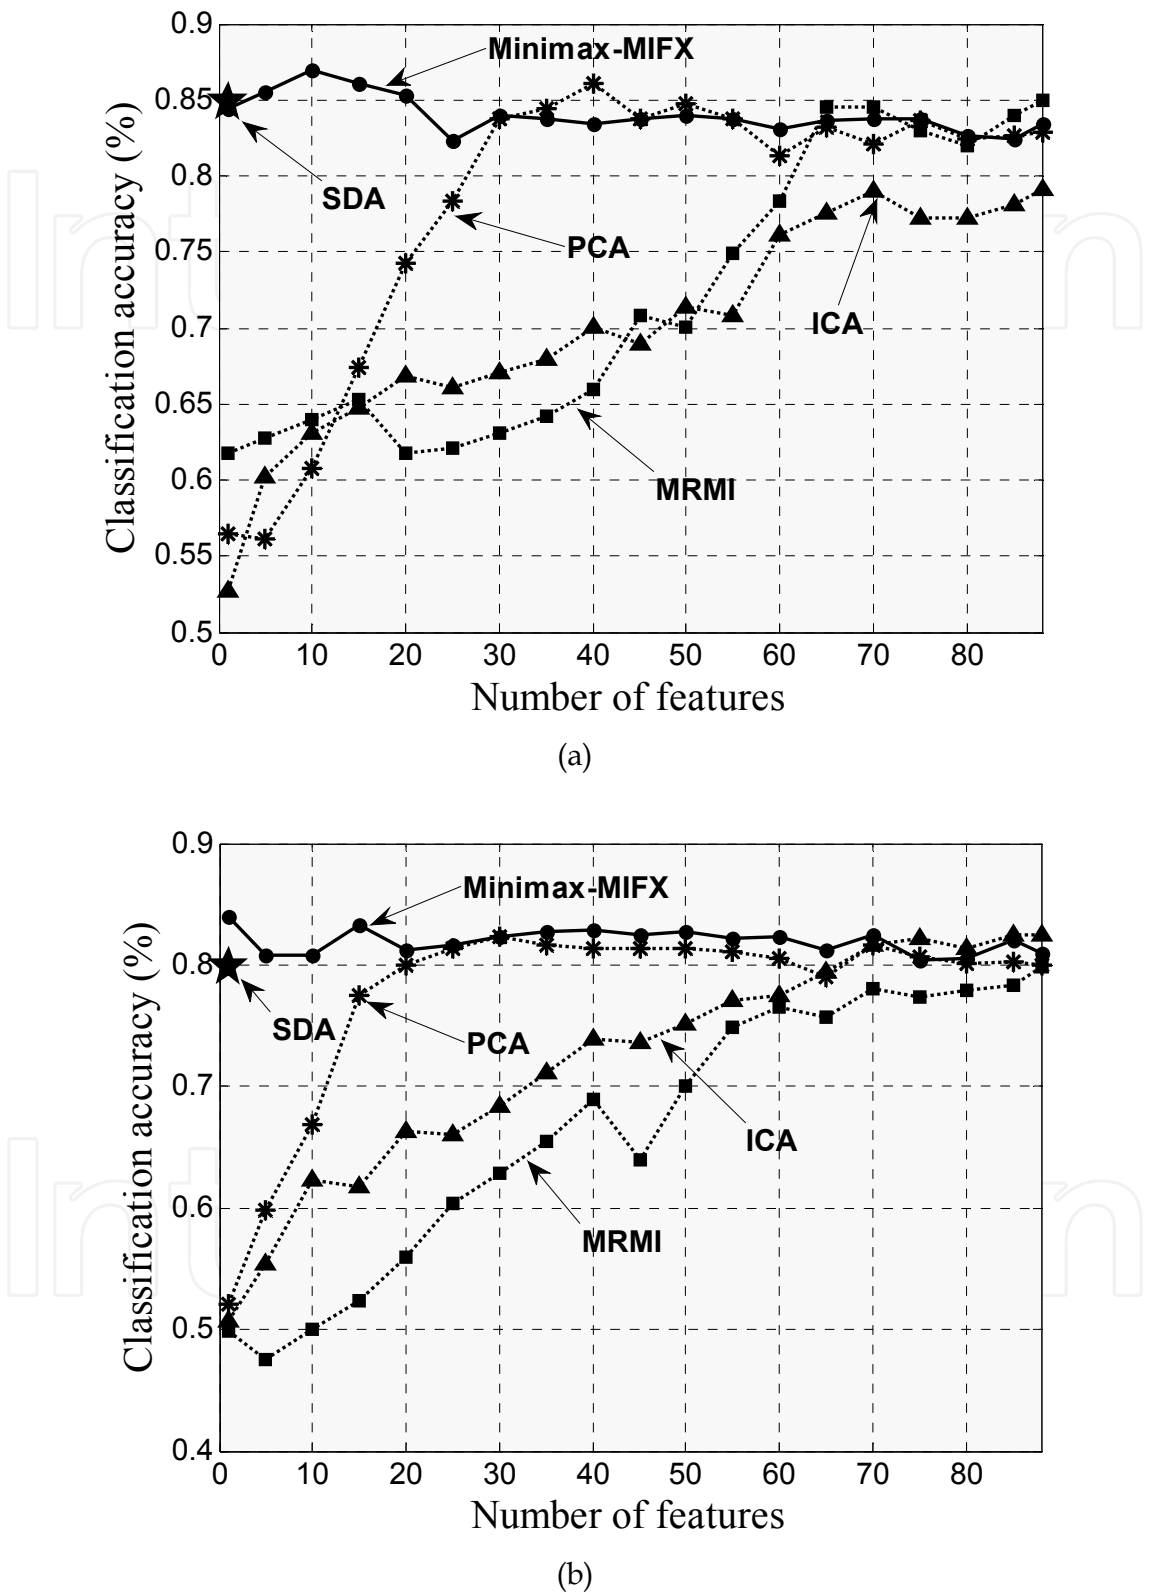 0.9
Minimax-MIFX
0.85
SDA
0.8
PCA
0.75
ICA
0.7
0.65
MRMI
0.6
0.55
0.5
Classification accuracy (%)
0 10 20 30 40 50 60 70 80
Number of features
(a)
0.9
Minimax-MIFX
0.8
SDA
PCA
0.7
ICA
0.6
MRMI
0.5
0.4
Classification accuracy (%)
0 10 20 30 40 50 60 70 80
Number of features
(b)